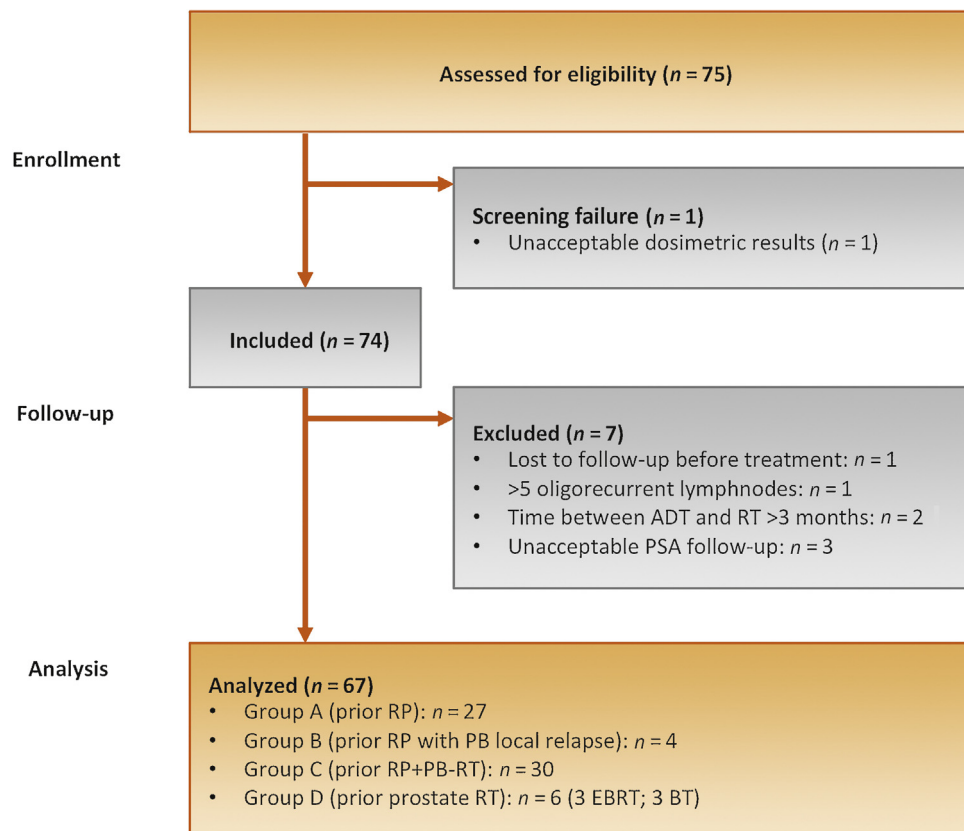 Assessed for eligibility (n = 75)
Enrollment
Screening failure (n = 1)
• Unacceptable dosimetric results (n = 1)
Included (n = 74)
Follow-up
Excluded (n = 7)
• Lost to follow-up before treatment: n = 1
• >5 oligorecurrent lymphnodes: n = 1
• Time between ADT and RT >3 months: n = 2
• Unacceptable PSA follow-up: n = 3
Analysis
Analyzed (n = 67)
• Group A (prior RP): n = 27
• Group B (prior RP with PB local relapse): n = 4
• Group C (prior RP+PB-RT): n = 30
• Group D (prior prostate RT): n = 6 (3 EBRT; 3 BT)